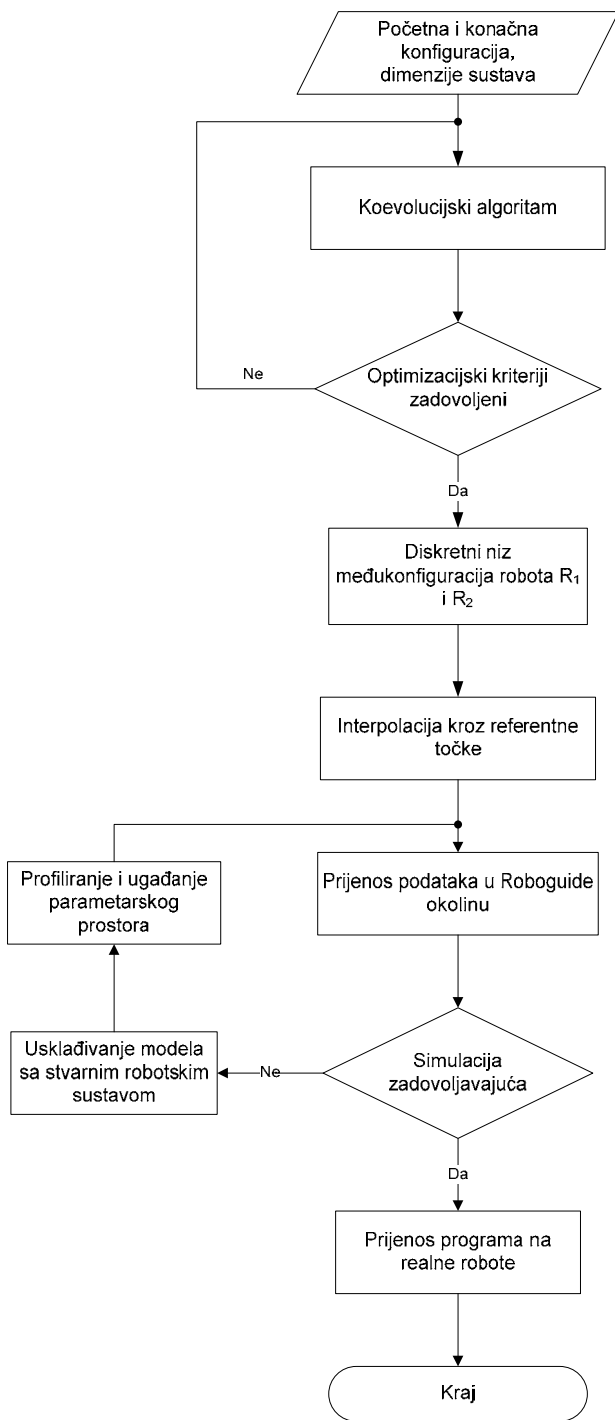 Početna i konačna
konfiguracija,
dimenzije sustava
Koevolucijski algoritam
Ne
Optimizacijski kriteriji
zadovoljeni
Da
Diskretni niz
međukonfiguracija robota R₁
i R₂
Interpolacija kroz referentne
točke
Profiliranje i ugađanje
parametarskog
prostora
Prijenos podataka u Roboguide
okolinu
Usklađivanje modela
sa stvarnim robotskim
sustavom
Ne
Simulacija
zadovoljavajuća
Da
Prijenos programa na
realne robote
Kraj